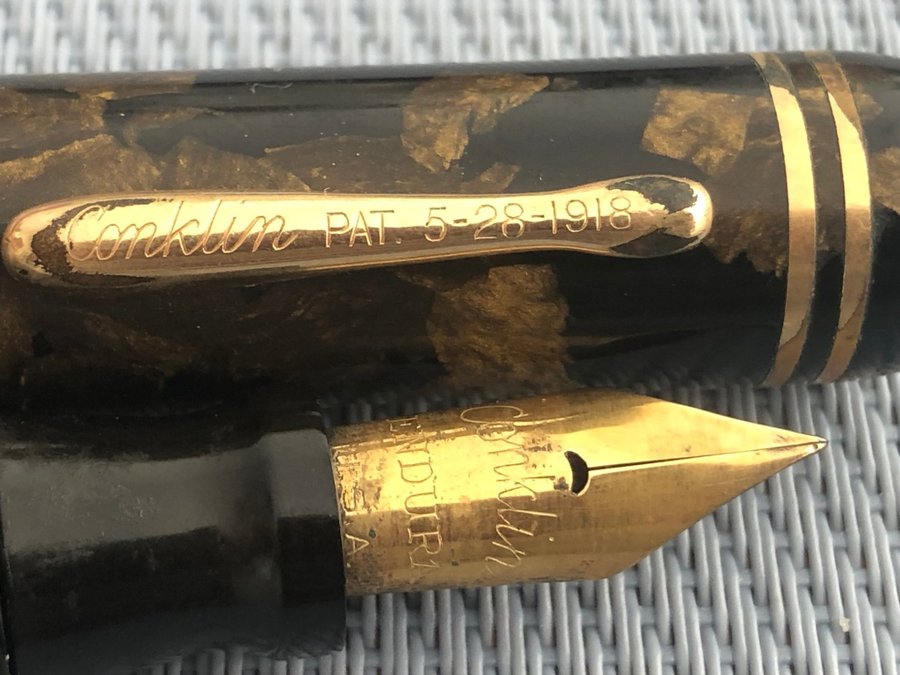 Conklin PAT. 5-28-1918
Conklin
ENDURA
U.S.A